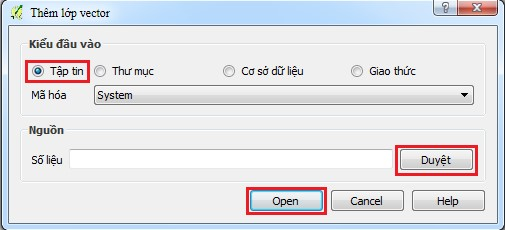 Thêm lớp vector
Kiểu đầu vào
Tập tin Thư mục Cơ sở dữ liệu Giao thức
Mã hóa System
Nguồn
Số liệu Duyệt
Open Cancel Help